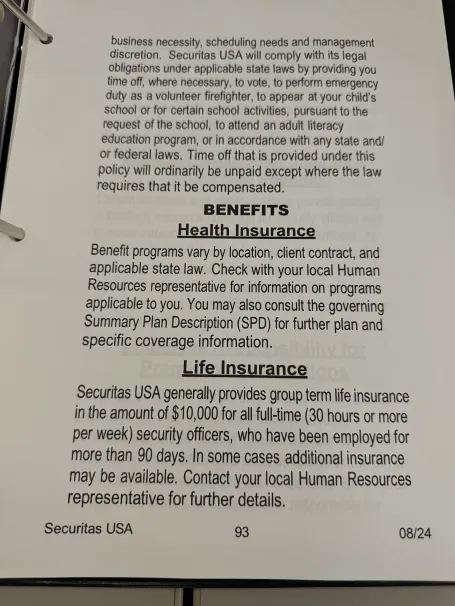 business necessity, scheduling needs and management
discretion. Securitas USA will comply with its legal
obligations under applicable state laws by providing you
time off, where necessary, to vote, to perform emergency
duty as a volunteer firefighter, to appear at your child's
school or for certain school activities, pursuant to the
request of the school, to attend an adult literacy
education program, or in accordance with any state and/
or federal laws. Time off that is provided under this
policy will ordinarily be unpaid except where the law
requires that it be compensated.
BENEFITS
Health Insurance
Benefit programs vary by location, client contract, and
applicable state law. Check with your local Human
Resources representative for information on programs
applicable to you. You may also consult the governing
Summary Plan Description (SPD) for further plan and
specific coverage information.
Life Insurance
Securitas USA generally provides group term life insurance
in the amount of $10,000 for all full-time (30 hours or more
per week) security officers, who have been employed for
more than 90 days. In some cases additional insurance
may be available. Contact your local Human Resources
representative for further details.
Securitas USA 93 08/24